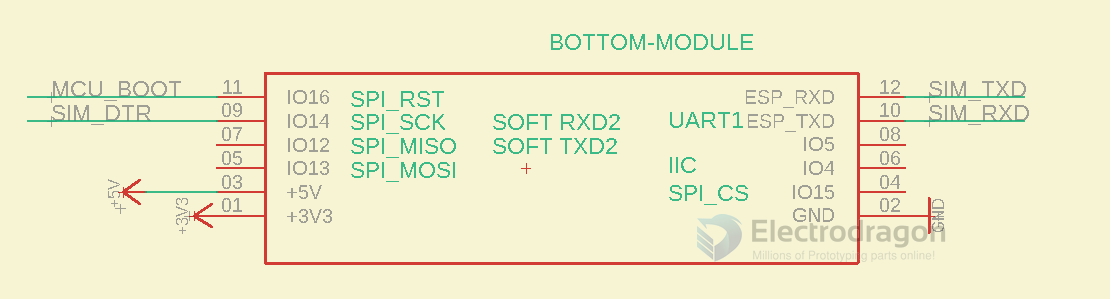 BOTTOM-MODULE
MCU_BOOT 11 IO16 SPI_RST ESP_RXD 12 SIM_TXD
SIM_DTR 09 IO14 SPI_SCK SOFT RXD2 UART1 ESP_TXD 10 SIM_RXD
07 IO12 SPI_MISO SOFT TXD2 IO5 08
05 IO13 SPI_MOSI IIC IO4 06
+5V 03 +5V SPI_CS IO15 04
+3V3 01 +3V3 GND 02 GND
Electrodragon
Millions of Prototyping parts online!